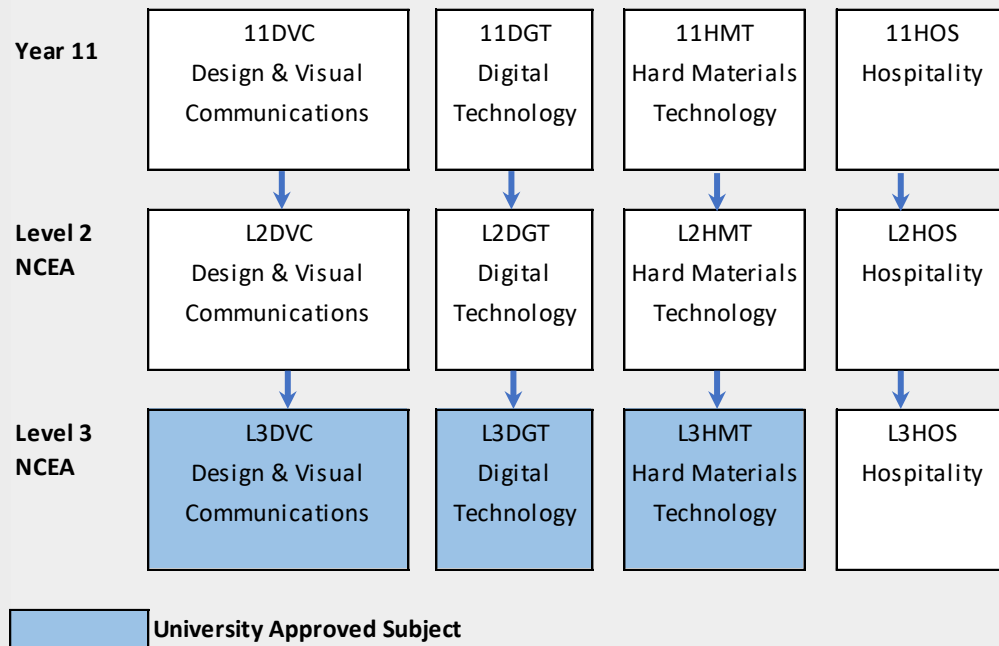 Year 11
11DVC
Design & Visual
Communications
11DGT
Digital
Technology
11HMT
Hard Materials
Technology
11HOS
Hospitality
Level 2
NCEA
L2DVC
Design & Visual
Communications
L2DGT
Digital
Technology
L2HMT
Hard Materials
Technology
L2HOS
Hospitality
Level 3
NCEA
L3DVC
Design & Visual
Communications
L3DGT
Digital
Technology
L3HMT
Hard Materials
Technology
L3HOS
Hospitality
University Approved Subject